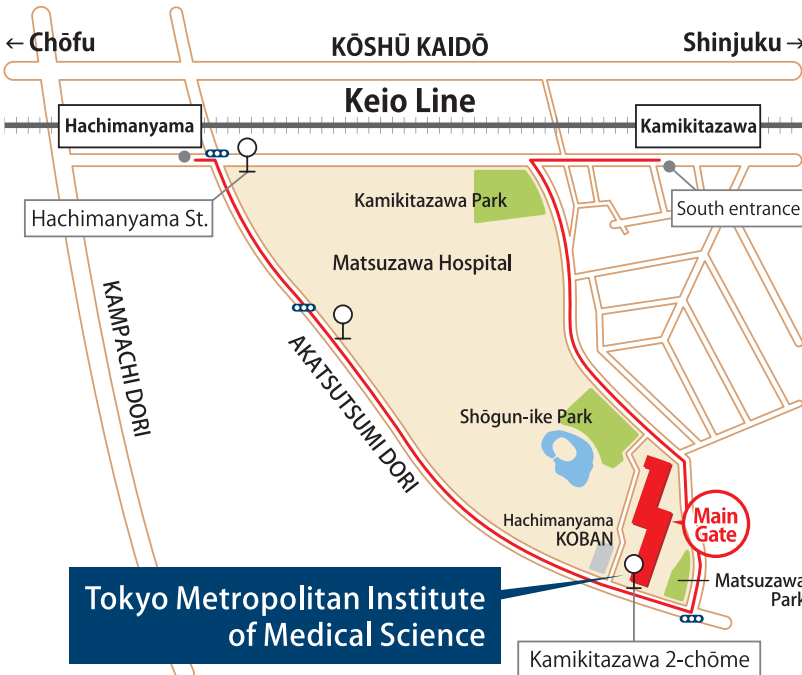 ← Chōfu
KŌSHŪ KAIDŌ
Shinjuku →
Keio Line
Hachimanyama
Kamikitazawa
Hachimanyama St.
Kamikitazawa Park
South entrance
Matsuzawa Hospital
KAMPACHI DORI
AKATSUTSUMI DORI
Shōgun-ike Park
Hachimanyama
KOBAN
Main
Gate
Matsuzawa
Park
Tokyo Metropolitan Institute
of Medical Science
Kamikitazawa 2-chōme